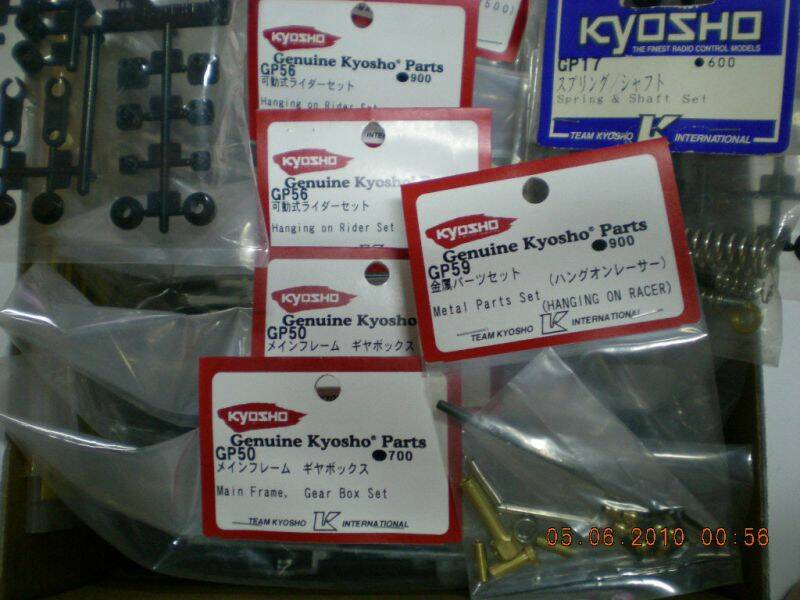 500)
KYOSHO
Genuine Kyosho® Parts
GP56
●900
可動式ライダーセット
Hanging on Rider Set
KYOSHO
THE FINEST RADIO CONTROL MODELS
GP17
●600
スプリング/シャフト
Spring & Shaft Set
TEAM KYOSHO K INTERNATIONAL
KYOSHO
Genuine Kyosho® Parts
GP56
可動式ライダーセット
Hanging on Rider Set
KYOSHO
Genuine Kyosho® Parts
GP59
●900
金属パーツセット (ハングオンレーサー)
Metal Parts Set (HANGING ON RACER)
TEAM KYOSHO K INTERNATIONAL
KYOSHO
Genuine Kyosho
GP50
メインフレーム ギヤボックス
KYOSHO
Genuine Kyosho® Parts
GP50
●700
メインフレーム ギヤボックス
Main Frame, Gear Box Set
TEAM KYOSHO K INTERNATIONAL
05.06.2010 00:56